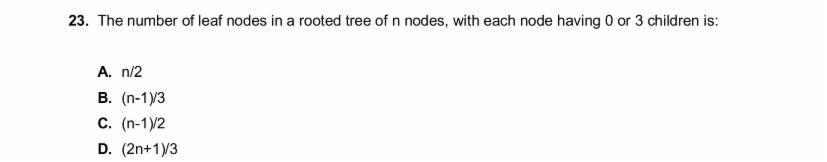 23. The number of leaf nodes in a rooted tree of n nodes, with each node having 0 or 3 children is:
A. n/2
B. (n-1)/3
C. (n-1)/2
D. (2n+1)/3